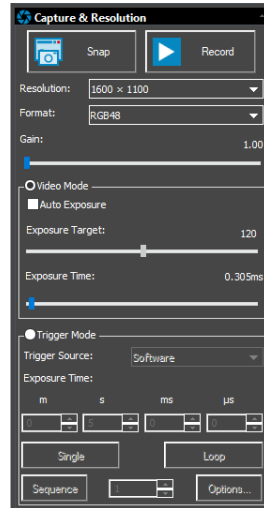 Capture & Resolution
Snap Record
Resolution: 1600 × 1100
Format: RGB48
Gain: 1.00
Video Mode
Auto Exposure
Exposure Target: 120
Exposure Time: 0.305ms
Trigger Mode
Trigger Source: Software
Exposure Time:
m s ms µs
0 5 0 0
Single Loop
Sequence 1 Options...